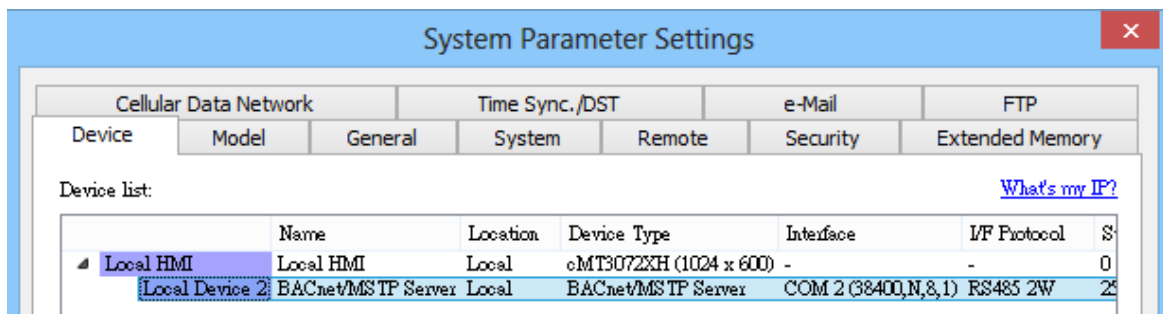 System Parameter Settings
Cellular Data Network Time Sync./DST e-Mail FTP
Device Model General System Remote Security Extended Memory
Device list: What's my IP?
Name Location Device Type Interface I/F Protocol
Local HMI Local HMI Local cMT3072XH (1024 x 600) - - 0
Local Device 2 BACnet/MSTP Server Local BACnet/MSTP Server COM 2 (38400,N,8,1) RS485 2W